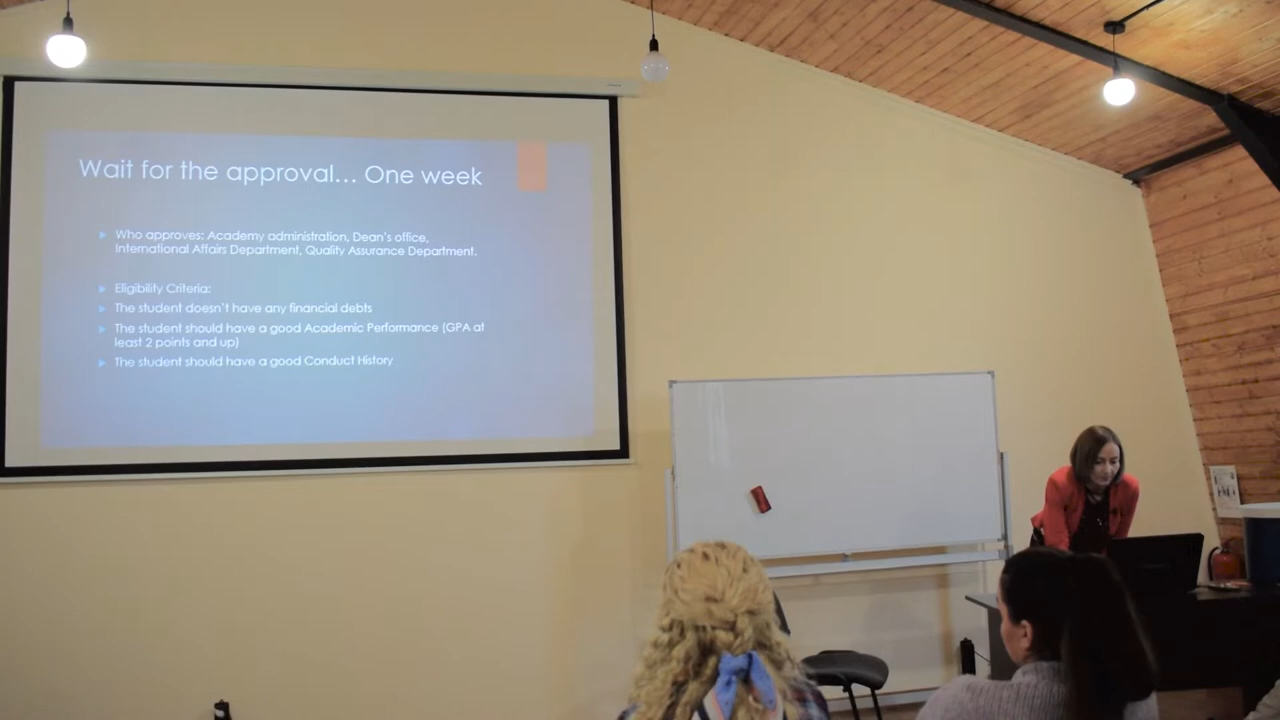 Wait for the approval... One week
Who approves: Academy administration, Dean's office,
International Affairs Department, Quality Assurance Department.
Eligibility Criteria:
The student doesn't have any financial debts
The student should have a good Academic Performance (GPA at
least 2 points and up)
The student should have a good Conduct History